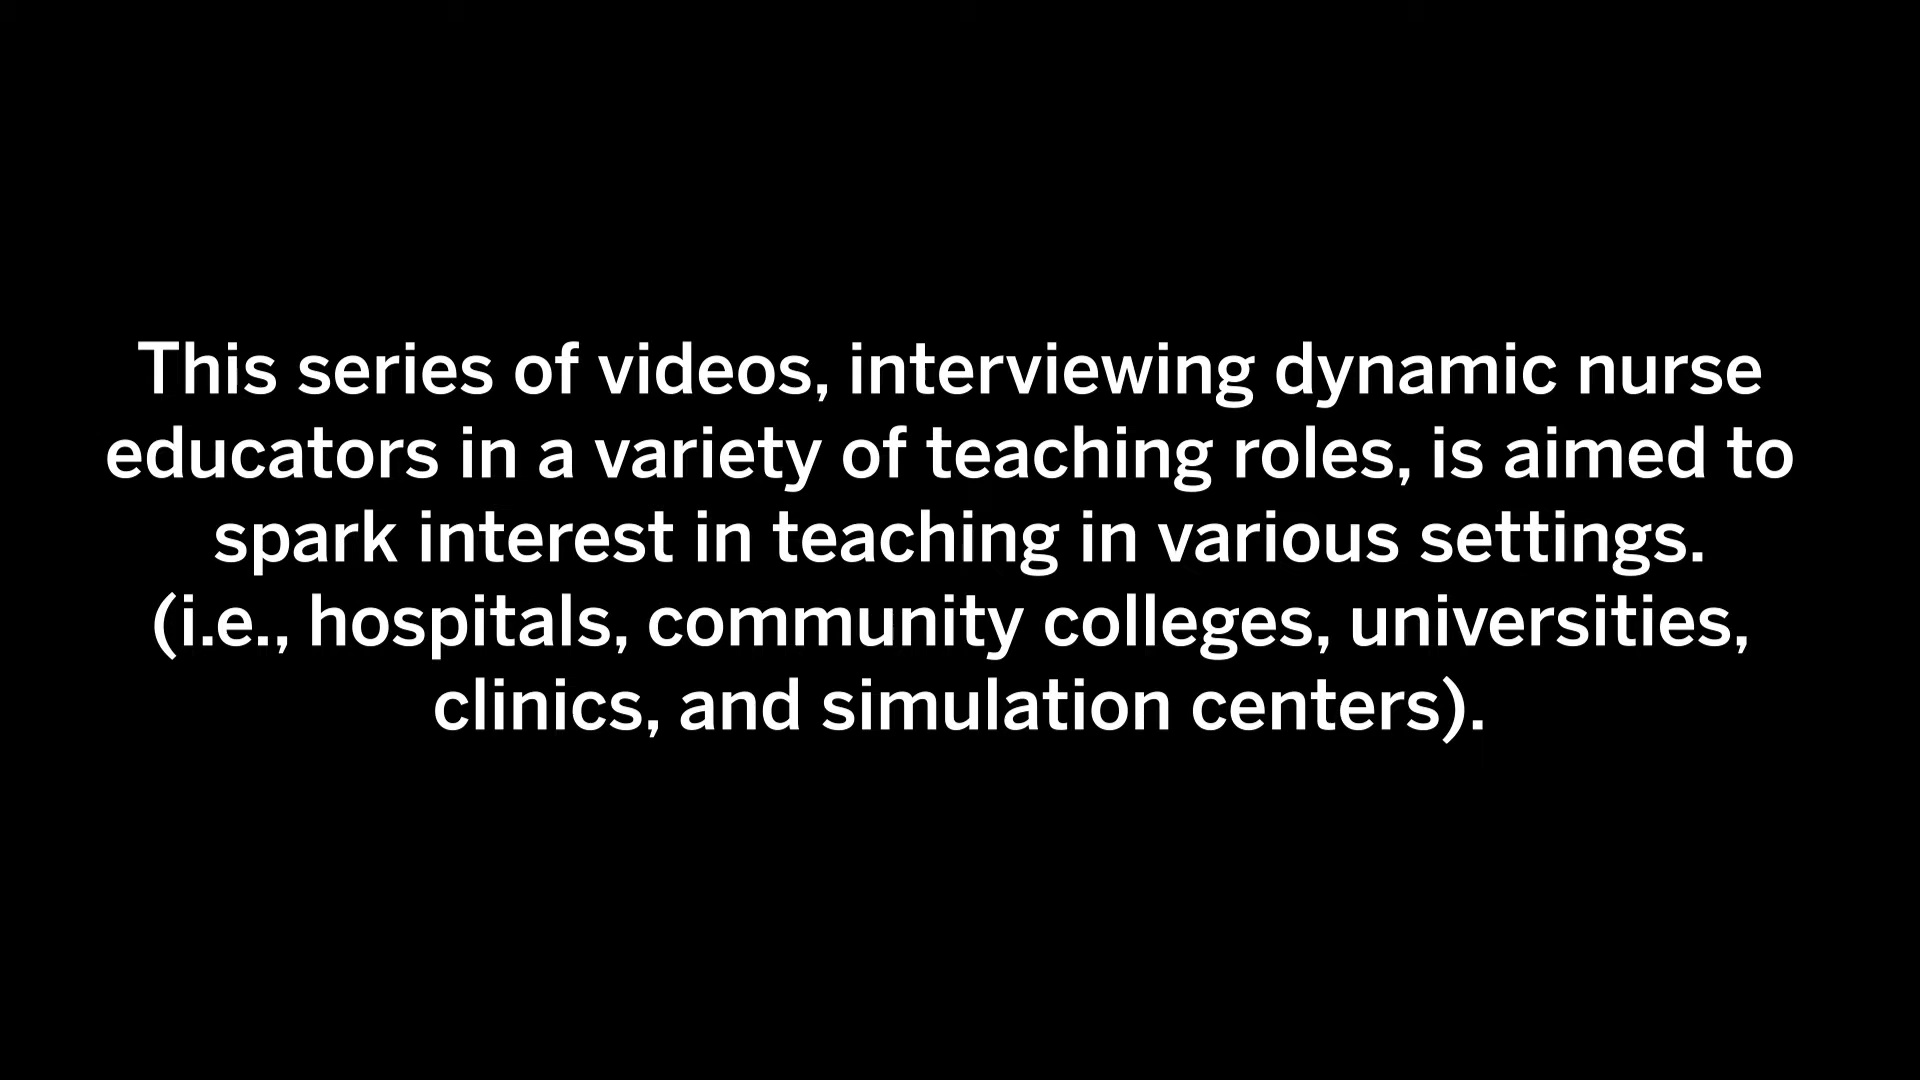 This series of videos, interviewing dynamic nurse
educators in a variety of teaching roles, is aimed to
spark interest in teaching in various settings.
(i.e., hospitals, community colleges, universities,
clinics, and simulation centers).